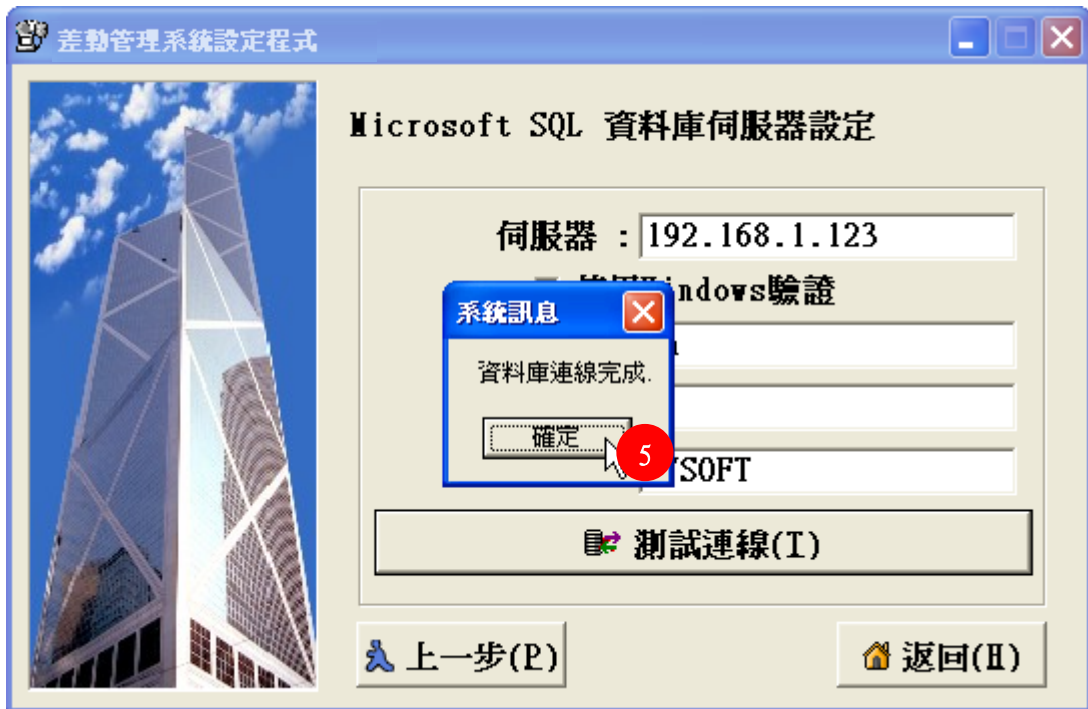 差勤管理系統設定程式
Microsoft SQL 資料庫伺服器設定
伺服器 : 192.168.1.123
indows驗證
系統訊息
資料庫連線完成.
確定
5
SOFT
測試連線(T)
上一步(P)
返回(H)